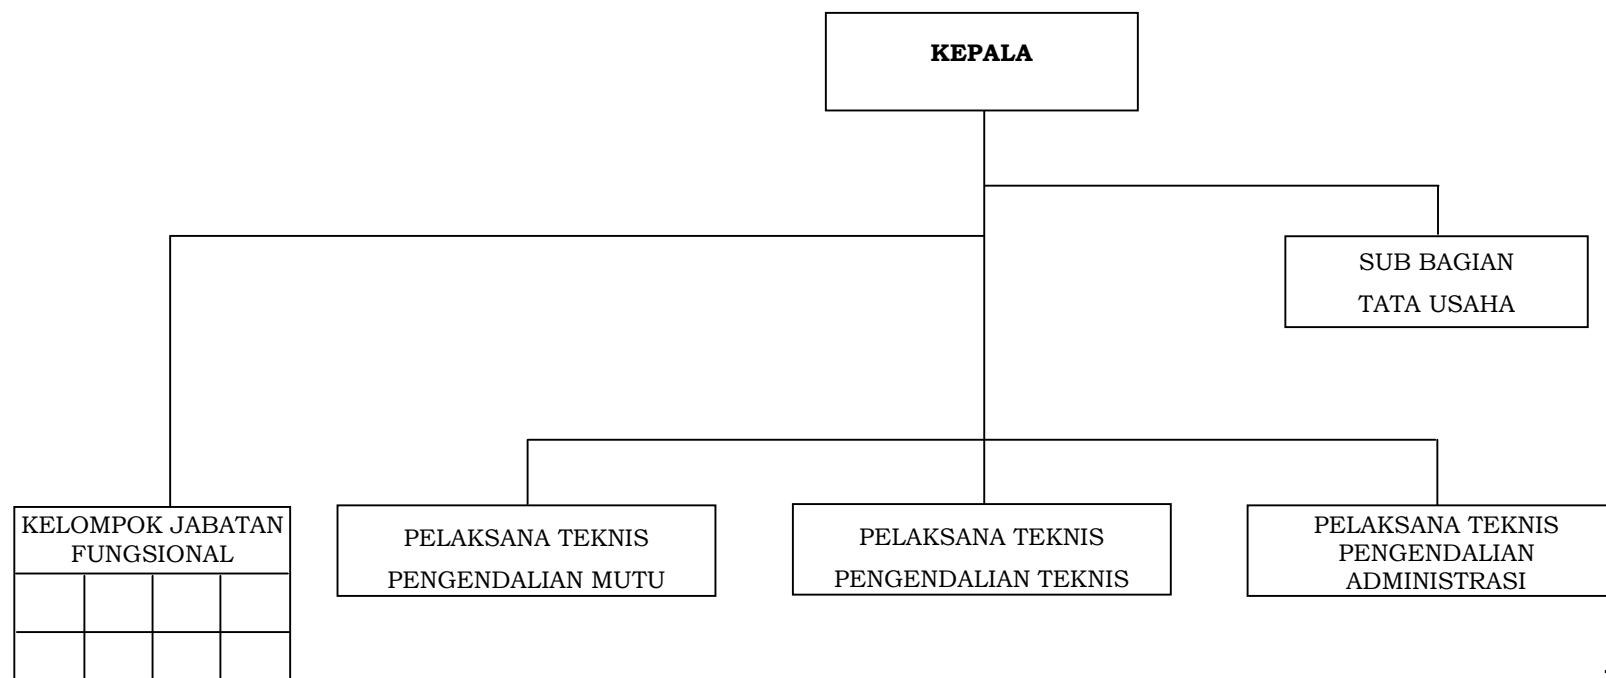 KEPALA
SUB BAGIAN
TATA USAHA
KELOMPOK JABATAN
FUNGSIONAL
PELAKSANA TEKNIS
PENGENDALIAN MUTU
PELAKSANA TEKNIS
PENGENDALIAN TEKNIS
PELAKSANA TEKNIS
PENGENDALIAN
ADMINISTRASI